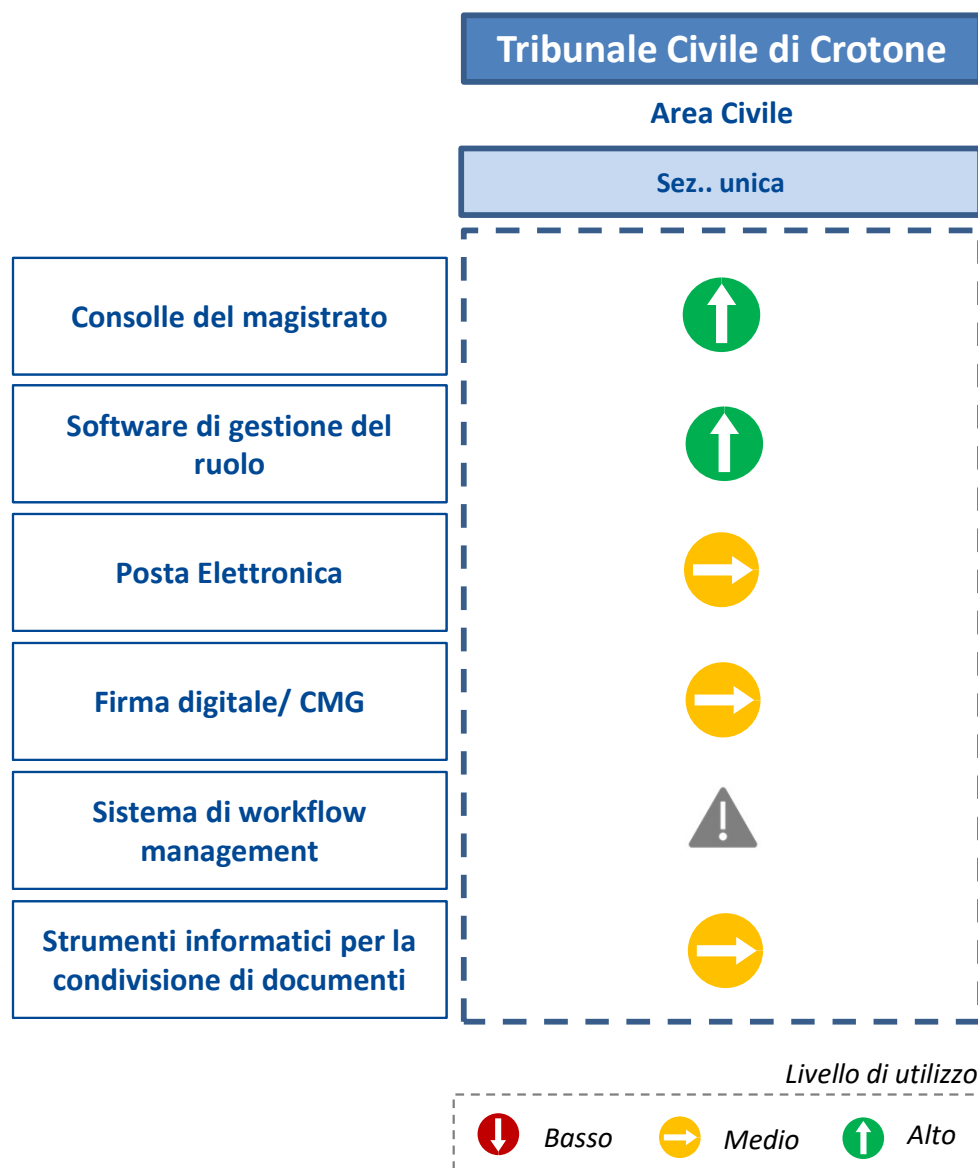 Tribunale Civile di Crotone
Area Civile
Sez.. unica
Consolle del magistrato
Software di gestione del
ruolo
Posta Elettronica
Firma digitale/ CMG
Sistema di workflow
management
Strumenti informatici per la
condivisione di documenti
Livello di utilizzo
Basso Medio Alto